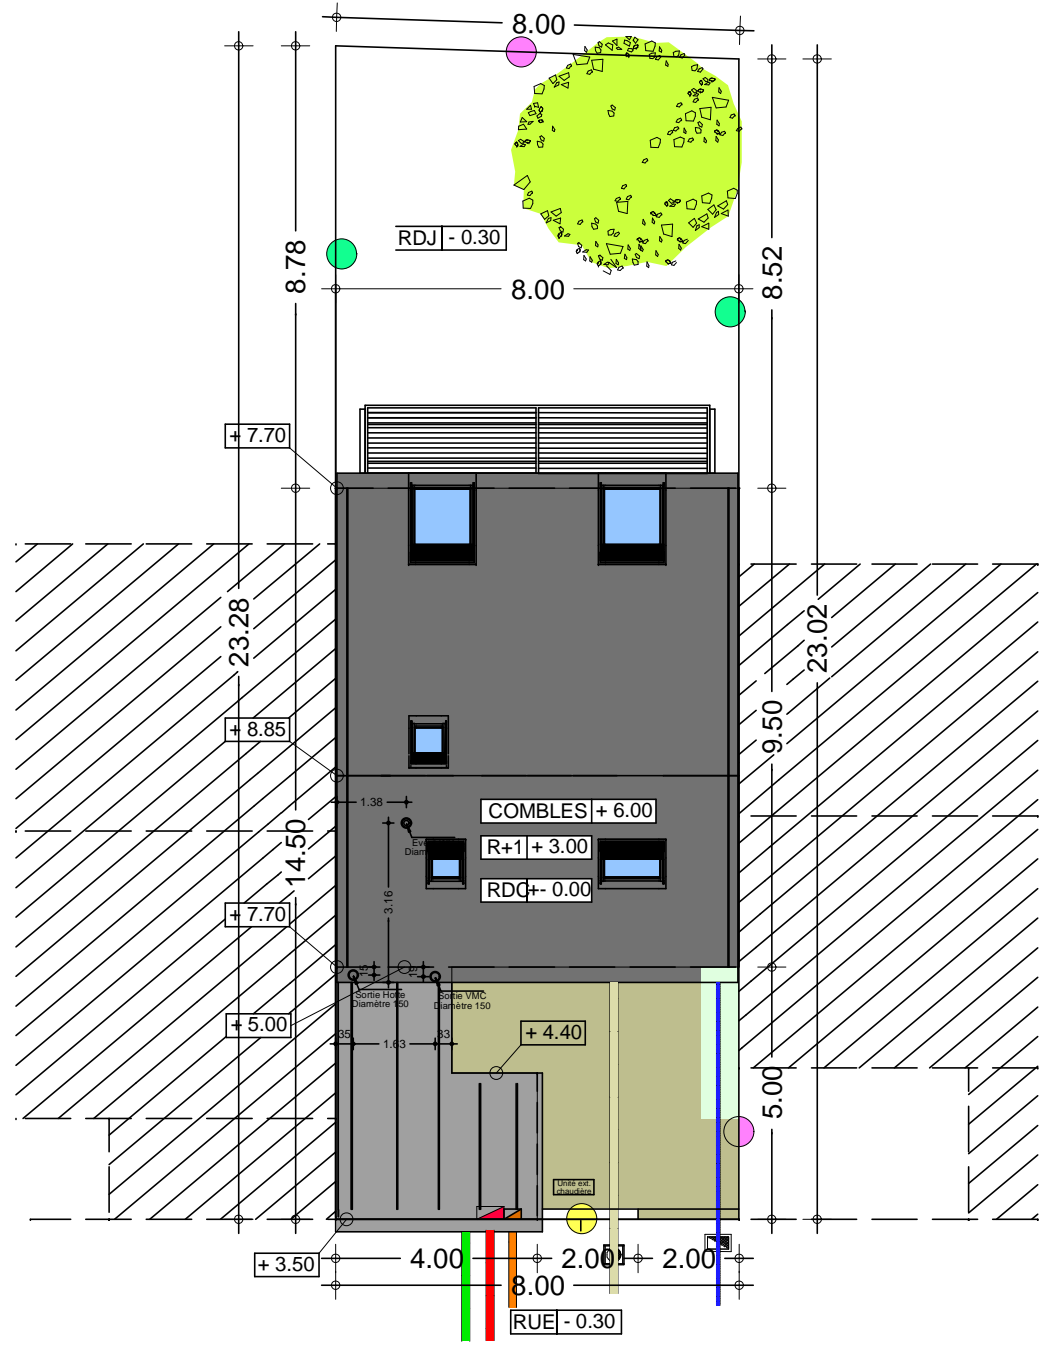 8.00
RDJ - 0.30
8.78
8.52
8.00
+ 7.70
23.28
23.02
9.50
+ 8.85
1.38
COMBLES + 6.00
R+1 + 3.00
RDC +- 0.00
14.50
3.16
+ 7.70
15
15
Sortie Hotte
Diamètre 150
Sortie VMC
Diamètre 150
+ 5.00
35
1.63
33
+ 4.40
5.00
Unité ext.
chaudière
T
+ 3.50
4.00
2.00
2.00
8.00
RUE - 0.30